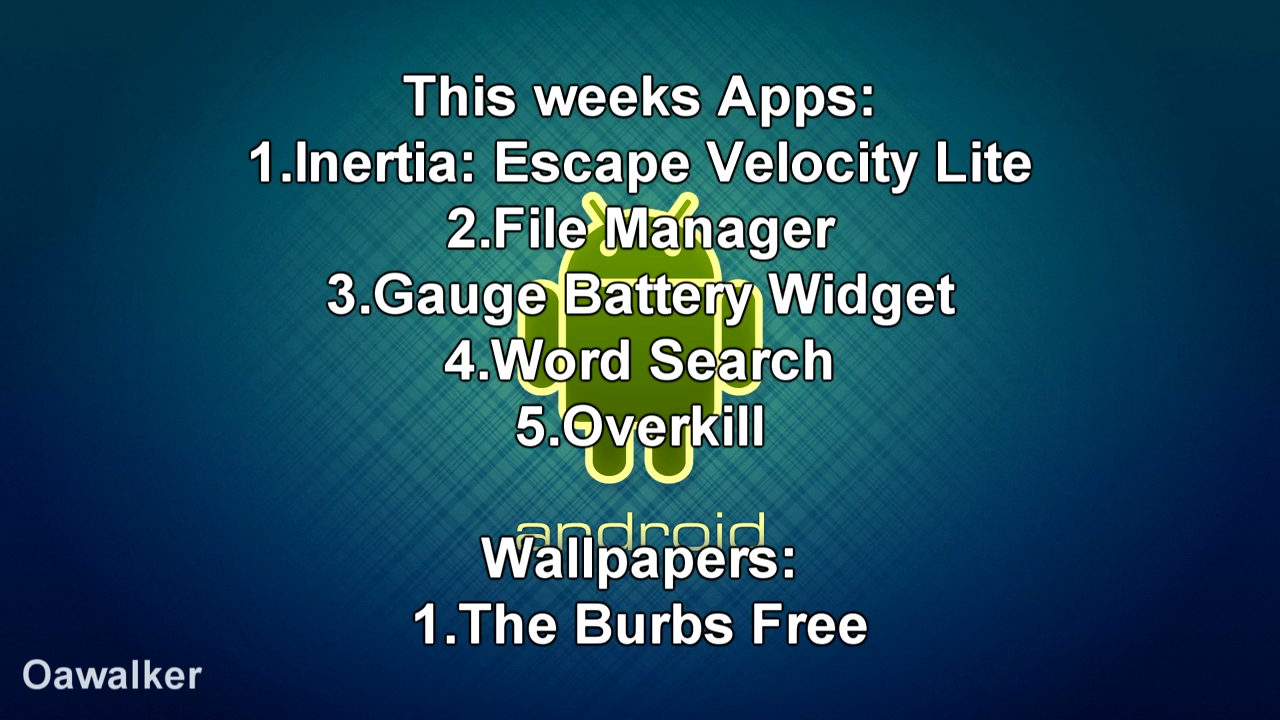 This weeks Apps:
1.Inertia: Escape Velocity Lite
2.File Manager
3.Gauge Battery Widget
4.Word Search
5.Overkill
android
Wallpapers:
1.The Burbs Free
Oawalker